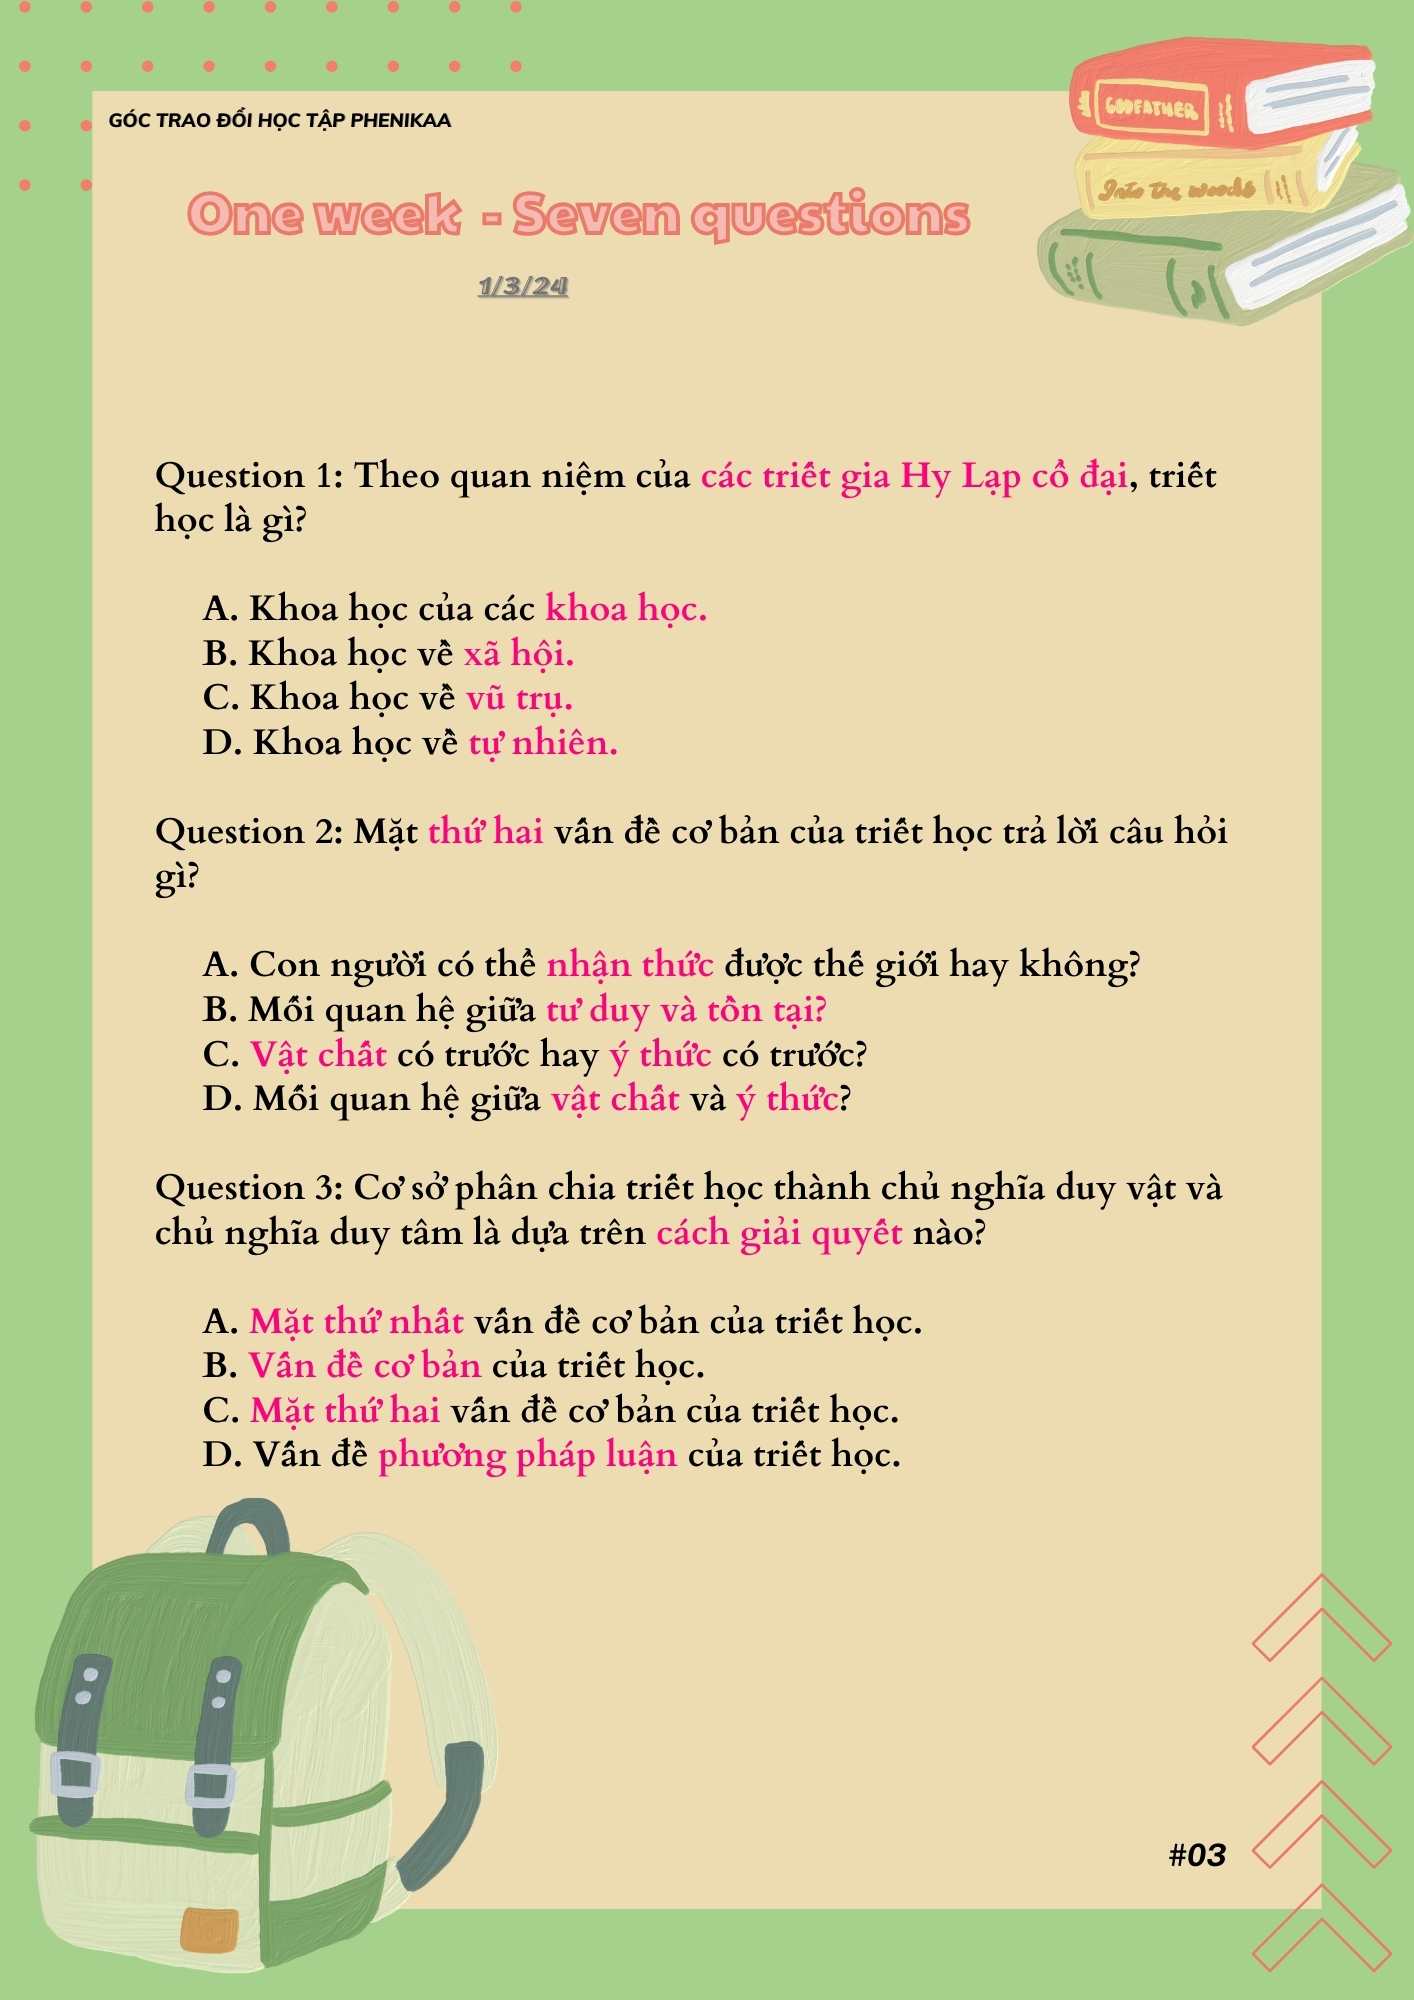 GÓC TRAO ĐỔI HỌC TẬP PHENIKAA
GODFATHER
Into the woods
One week - Seven questions
1/3/24
Question 1: Theo quan niệm của các triết gia Hy Lạp cổ đại, triết
học là gì?
A. Khoa học của các khoa học.
B. Khoa học về xã hội.
C. Khoa học về vũ trụ.
D. Khoa học về tự nhiên.
Question 2: Mặt thứ hai vấn đề cơ bản của triết học trả lời câu hỏi
gì?
A. Con người có thể nhận thức được thế giới hay không?
B. Mối quan hệ giữa tư duy và tồn tại?
C. Vật chất có trước hay ý thức có trước?
D. Mối quan hệ giữa vật chất và ý thức?
Question 3: Cơ sở phân chia triết học thành chủ nghĩa duy vật và
chủ nghĩa duy tâm là dựa trên cách giải quyết nào?
A. Mặt thứ nhất vấn đề cơ bản của triết học.
B. Vấn đề cơ bản của triết học.
C. Mặt thứ hai vấn đề cơ bản của triết học.
D. Vấn đề phương pháp luận của triết học.
#03